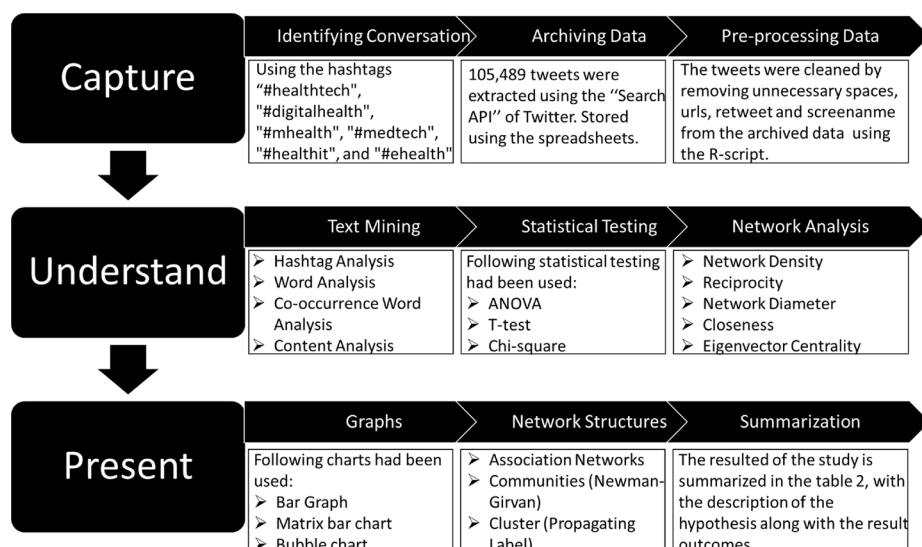 Capture
Identifying Conversation
Using the hashtags
“#healthtech",
"#digitalhealth",
"#mhealth", "#medtech",
"#healthit", and "#ehealth"
Archiving Data
105,489 tweets were
extracted using the “Search
API” of Twitter. Stored
using the spreadsheets.
Pre-processing Data
The tweets were cleaned by
removing unnecessary spaces,
urls, retweet and screenanme
from the archived data using
the R-script.
Understand
Text Mining
➢ Hashtag Analysis
➢ Word Analysis
➢ Co-occurrence Word
Analysis
➢ Content Analysis
Statistical Testing
Following statistical testing
had been used:
➢ ANOVA
➢ T-test
➢ Chi-square
Network Analysis
➢ Network Density
➢ Reciprocity
➢ Network Diameter
➢ Closeness
➢ Eigenvector Centrality
Present
Graphs
Following charts had been
used:
➢ Bar Graph
➢ Matrix bar chart
➢ Bubble chart
Network Structures
➢ Association Networks
➢ Communities (Newman-
Girvan)
➢ Cluster (Propagating
Label)
Summarization
The resulted of the study is
summarized in the table 2, with
the description of the
hypothesis along with the result
outcomes